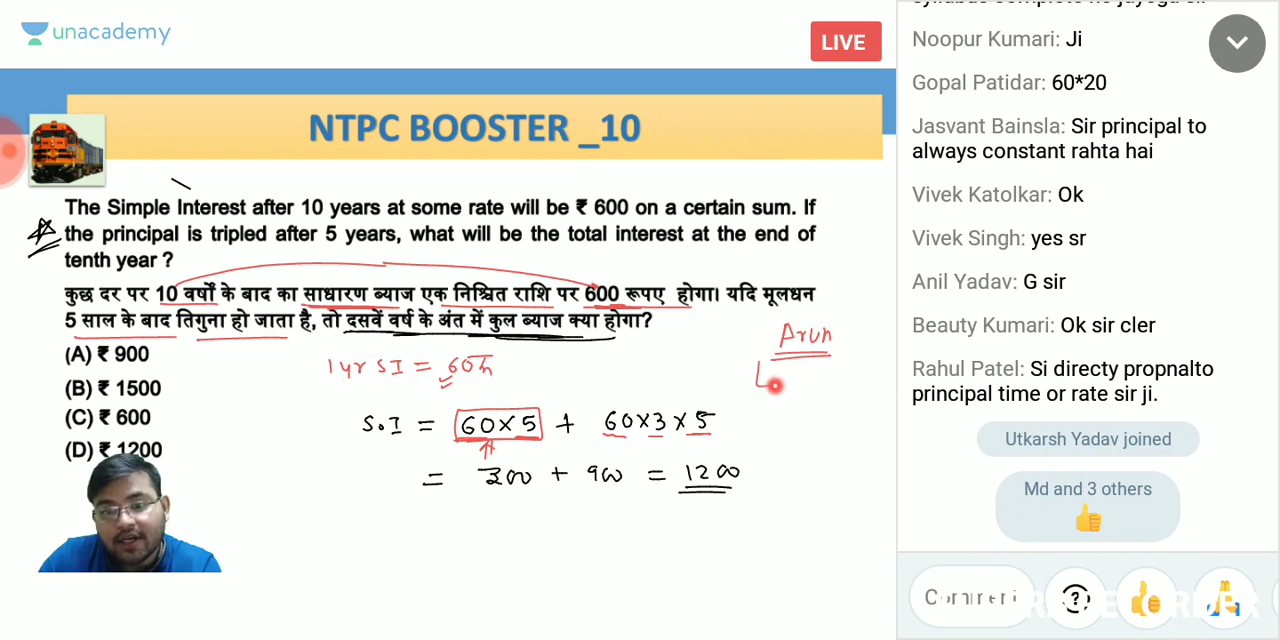 unacademy
LIVE
NTPC BOOSTER _10
The Simple Interest after 10 years at some rate will be ₹ 600 on a certain sum. If
the principal is tripled after 5 years, what will be the total interest at the end of
tenth year ?
कुछ दर पर 10 वर्षों के बाद का साधारण ब्याज एक निश्चित राशि पर 600 रूपए होगा। यदि मूलधन
5 साल के बाद तिगुना हो जाता है, तो दसवें वर्ष के अंत में कुल ब्याज क्या होगा?
(A) ₹ 900
(B) ₹ 1500
(C) ₹ 600
(D) ₹ 1200
Arun
1 yr SI = 60
S.I = 60×5 + 60×3×5
= 300 + 900 = 1200
Noopur Kumari: Ji
Gopal Patidar: 60*20
Jasvant Bainsla: Sir principal to
always constant rahta hai
Vivek Katolkar: Ok
Vivek Singh: yes sr
Anil Yadav: G sir
Beauty Kumari: Ok sir cler
Rahul Patel: Si directy propnalto
principal time or rate sir ji.
Utkarsh Yadav joined
Md and 3 others